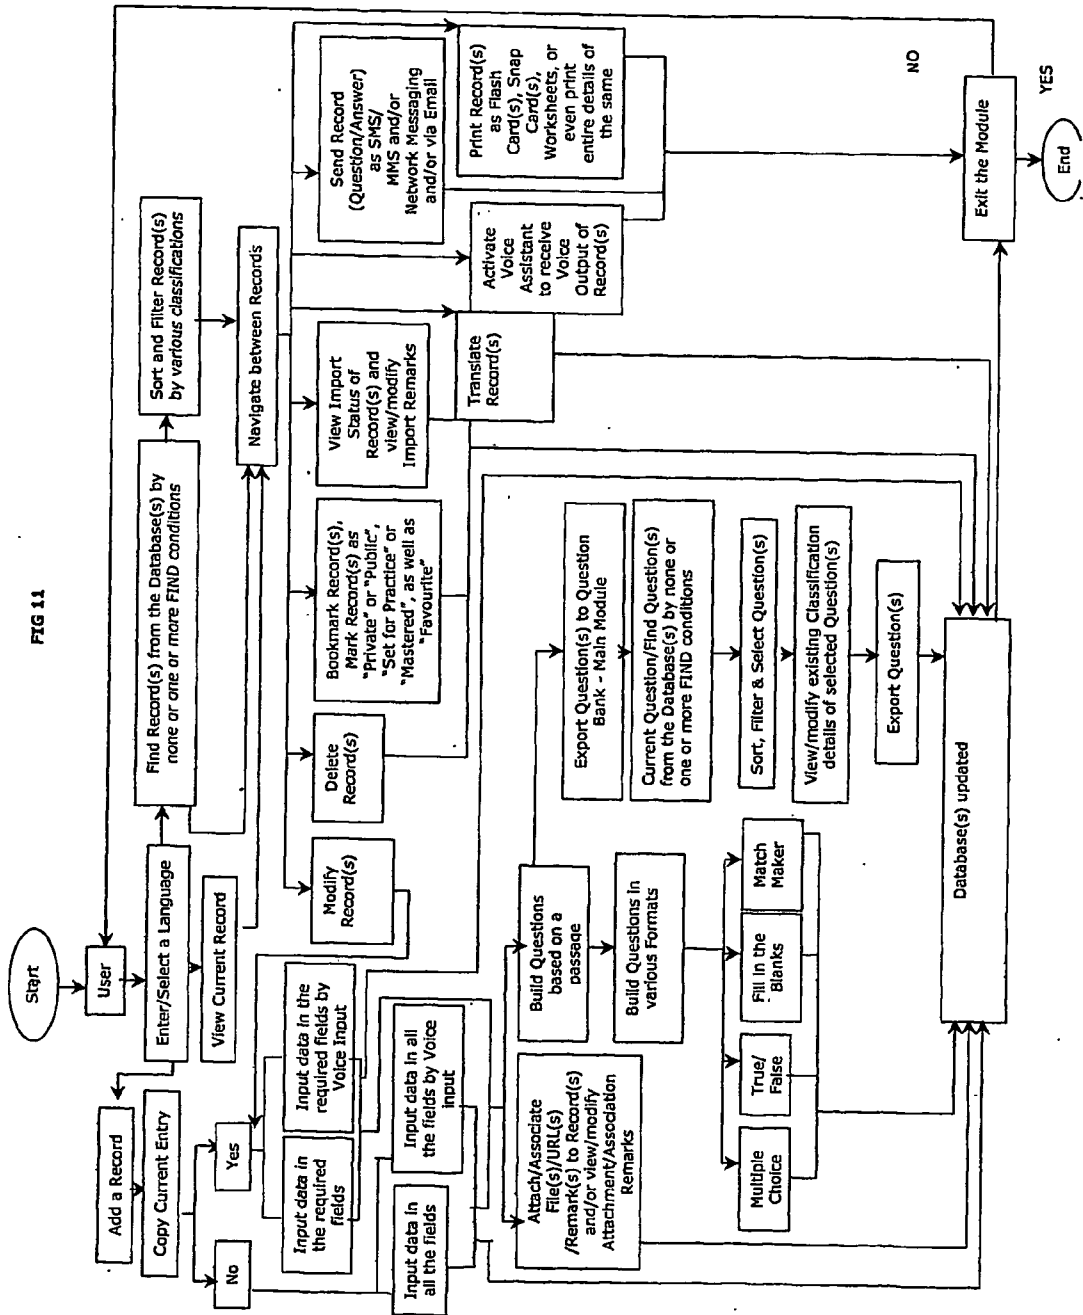 FIG 11
Start
User
Enter/Select a Language
Add a Record
Copy Current Entry
No
Yes
View Current Record
Find Record(s) from the Database(s) by
none or one or more FIND conditions
Sort and Filter Record(s)
by various classifications
Navigate between Records
Input data in
all the fields
Input data in all
the fields by Voice
input
Input data in
the required
fields
Input data in the
required fields by
Voice Input
Modify
Record(s)
Delete
Record(s)
Bookmark Record(s),
Mark Record(s) as
"Private" or "Public",
"Set for Practice" or
"Mastered", as well as
"Favourite"
View Import
Status of
Record(s) and
view/modify
Import Remarks
Translate
Record(s)
Activate
Voice
Assistant
to receive
Voice
Output of
Record(s)
Send Record
(Question/Answer)
as SMS/
MMS and/or
Network Messaging
and/or via Email
Print Record(s)
as Flash
Card(s), Snap
Card(s),
Worksheets, or
even print
entire details of
the same
Attach/Associate
File(s)/URL(s)
/Remark(s) to Record(s)
and/or view/modify
Attachment/Association
Remarks
Build Questions
based on a
passage
Build Questions in
various Formats
Multiple
Choice
True/
False
Fill in the
Blanks
Match
Maker
Export Question(s) to Question
Bank - Main Module
Current Question/Find Question(s)
from the Database(s) by none or
one or more FIND conditions
Sort, Filter & Select Question(s)
View/modify existing Classification
details of selected Question(s)
Export Question(s)
Database(s) updated
Exit the Module
NO
YES
End